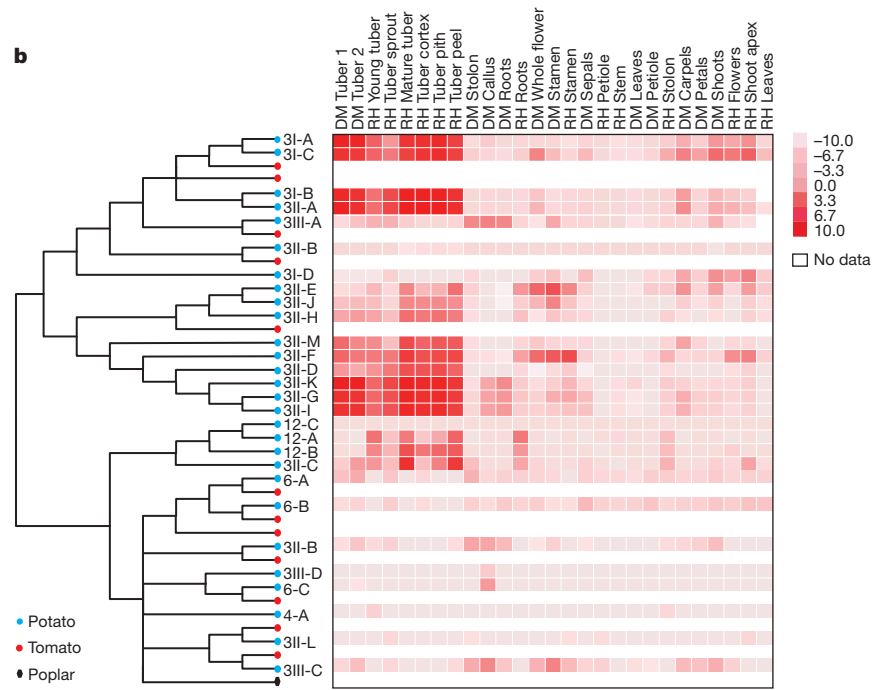 b
DM Tuber 1
DM Tuber 2
RH Young tuber
RH Tuber sprout
RH Mature tuber
RH Tuber cortex
RH Tuber pith
RH Tuber peel
DM Stolon
DM Callus
DM Roots
RH Roots
DM Whole flower
DM Stamen
RH Stamen
DM Sepals
RH Petiole
RH Stem
DM Leaves
DM Petiole
RH Stolon
DM Carpels
DM Petals
DM Shoots
RH Flowers
RH Shoot apex
RH Leaves
3I-A
3I-C
3I-B
3II-A
3III-A
3II-B
3I-D
3II-E
3II-J
3II-H
3II-M
3II-F
3II-D
3II-K
3II-G
3II-I
12-C
12-A
12-B
3II-C
6-A
6-B
3II-B
3III-D
6-C
4-A
3II-L
3III-C
–10.0
–6.7
–3.3
0.0
3.3
6.7
10.0
No data
Potato
Tomato
Poplar